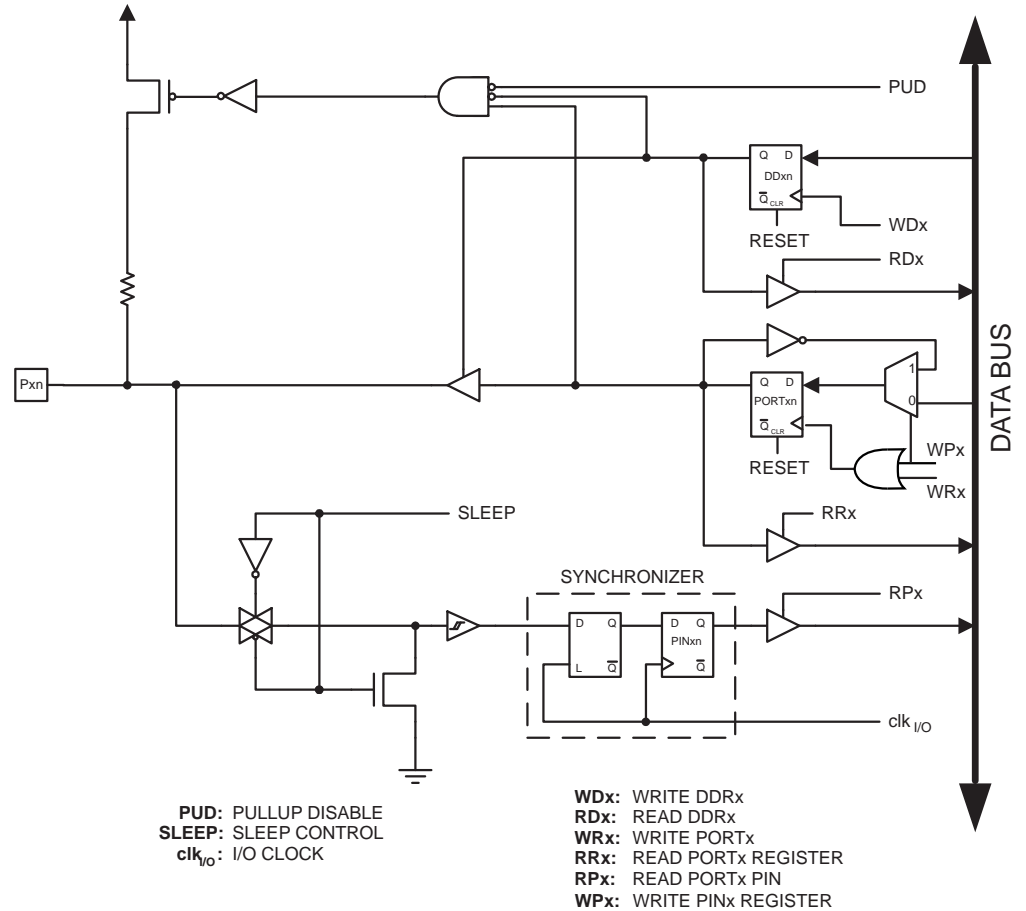 PUD
Q D
DDxn
Q CLR
WDx
RESET
RDx
Pxn
1
Q D
PORTxn
0
Q CLR
RESET
WPx
WRx
DATA BUS
SLEEP
RRx
SYNCHRONIZER
RPx
D Q
D Q
PINxn
L Q
Q
clk I/O
PUD: PULLUP DISABLE
SLEEP: SLEEP CONTROL
clkI/O: I/O CLOCK
WDx: WRITE DDRx
RDx: READ DDRx
WRx: WRITE PORTx
RRx: READ PORTx REGISTER
RPx: READ PORTx PIN
WPx: WRITE PINx REGISTER